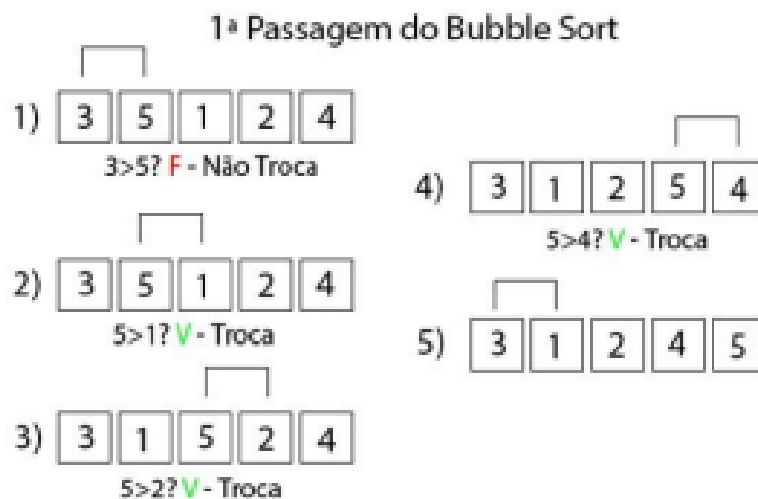 1ª Passagem do Bubble Sort
1) 3 5 1 2 4
3>5? F - Não Troca
2) 3 5 1 2 4
5>1? V - Troca
3) 3 1 5 2 4
5>2? V - Troca
4) 3 1 2 5 4
5>4? V - Troca
5) 3 1 2 4 5